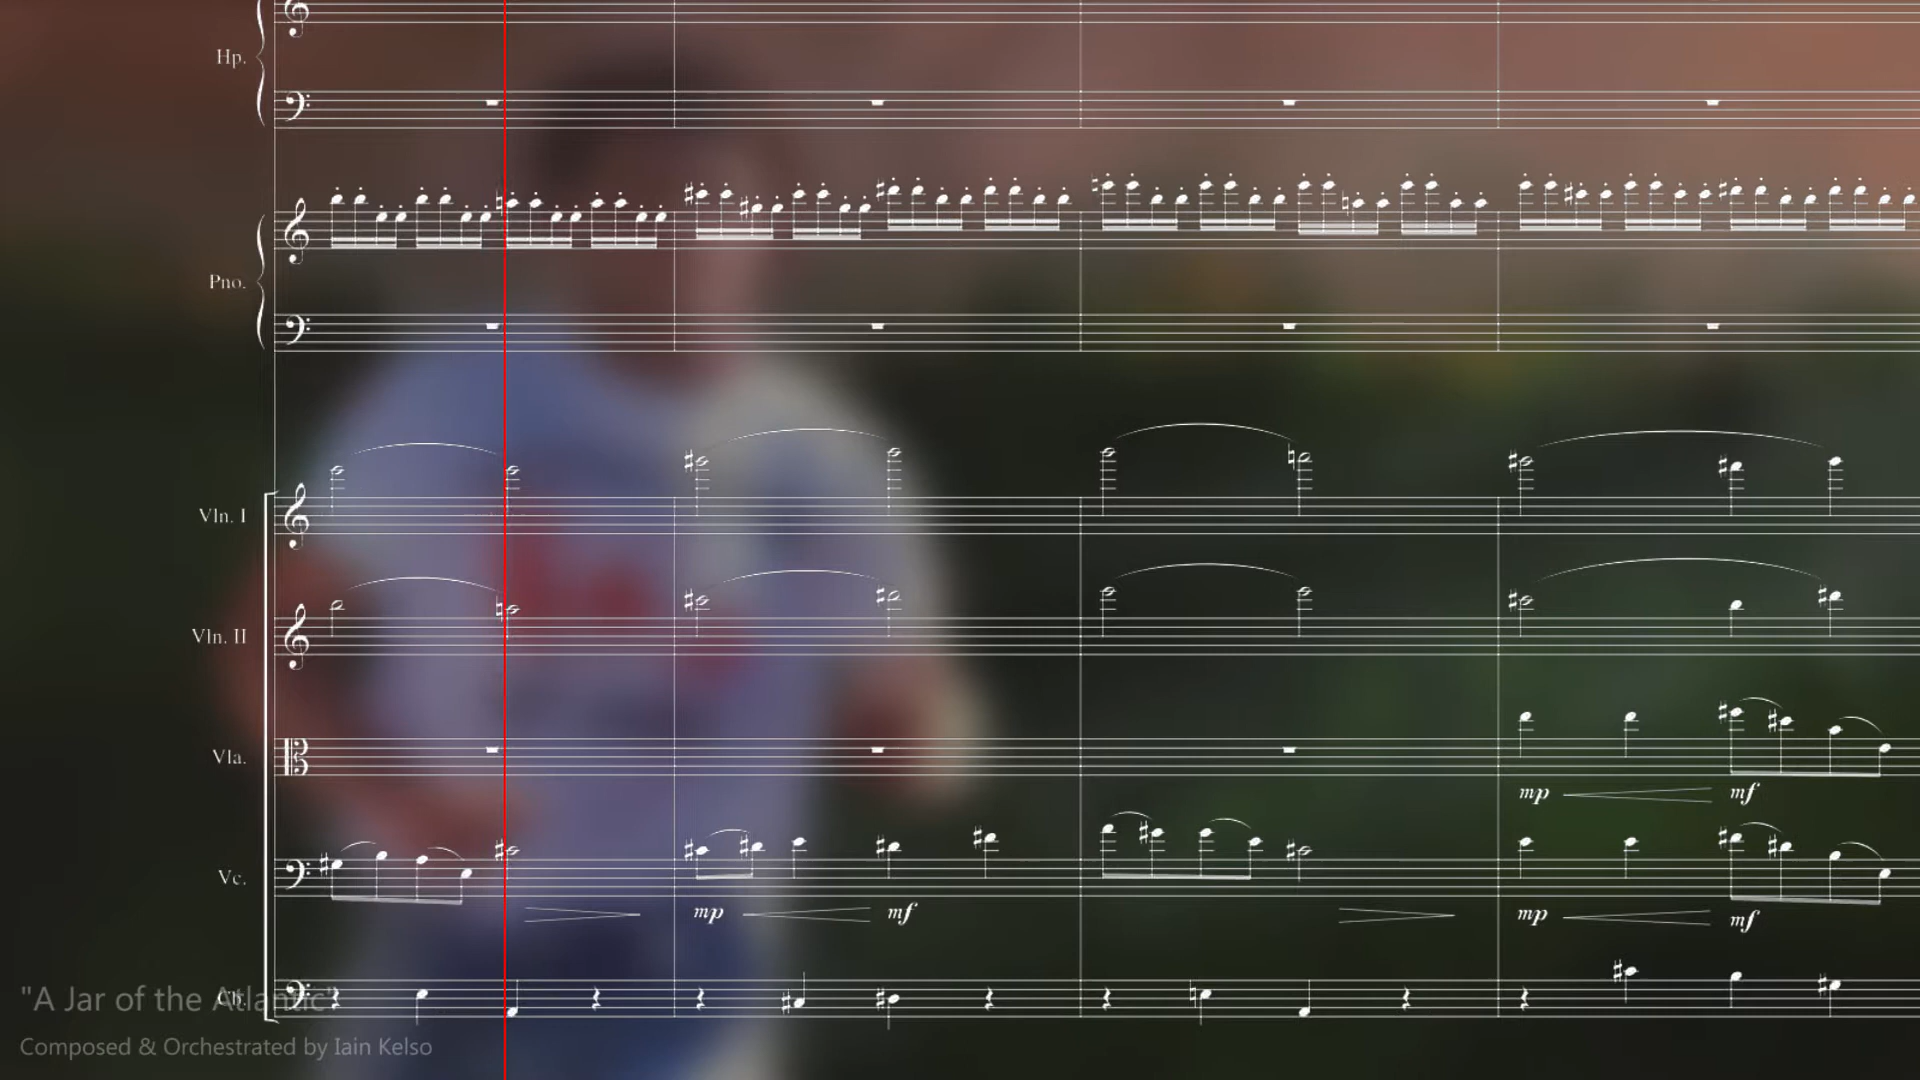 Hp.
Pno.
Vln. I
Vln. II
Vla.
mp mf
Vc.
mp mf mp mf
Cb.
"A Jar of the Atlantic"
Composed & Orchestrated by Iain Kelso